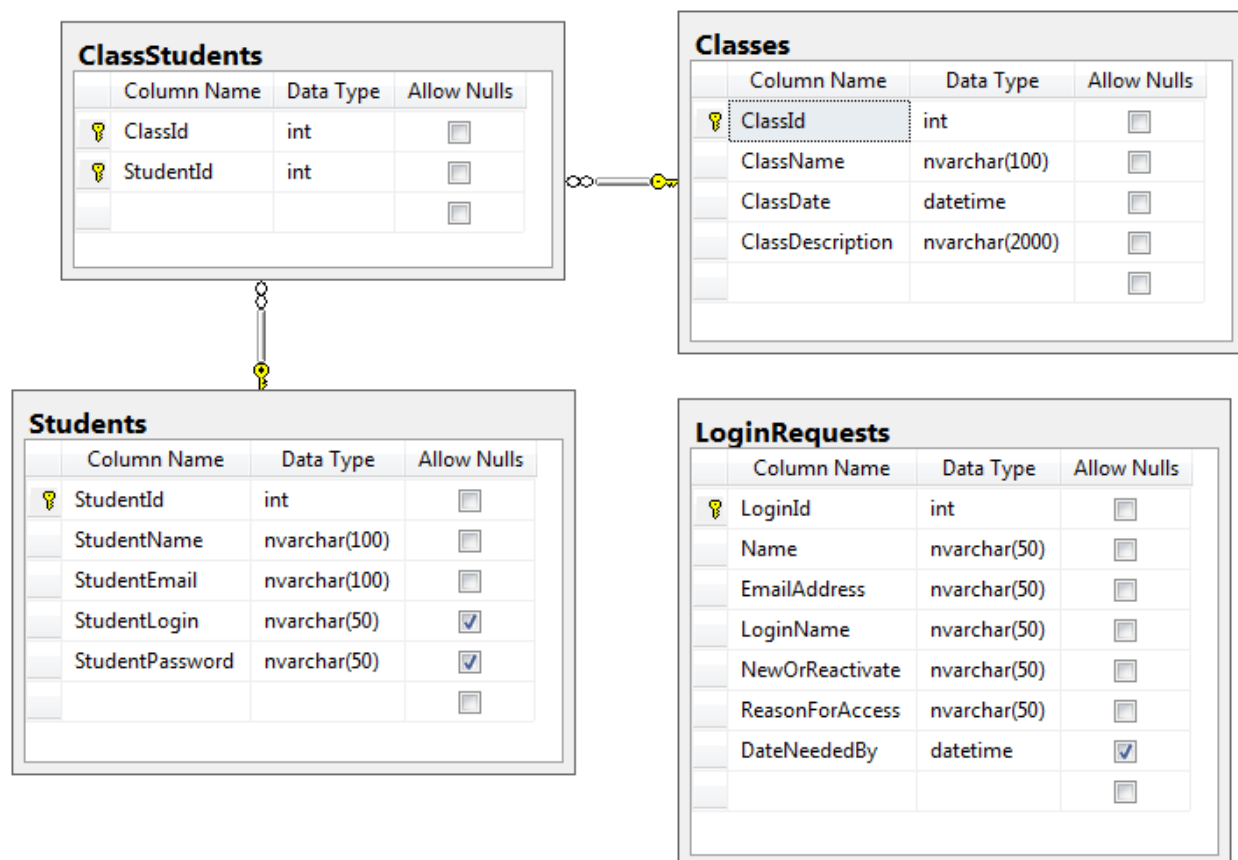 ClassStudents
Column Name Data Type Allow Nulls
ClassId int
StudentId int
Classes
Column Name Data Type Allow Nulls
ClassId int
ClassName nvarchar(100)
ClassDate datetime
ClassDescription nvarchar(2000)
Students
Column Name Data Type Allow Nulls
StudentId int
StudentName nvarchar(100)
StudentEmail nvarchar(100)
StudentLogin nvarchar(50)
StudentPassword nvarchar(50)
LoginRequests
Column Name Data Type Allow Nulls
LoginId int
Name nvarchar(50)
EmailAddress nvarchar(50)
LoginName nvarchar(50)
NewOrReactivate nvarchar(50)
ReasonForAccess nvarchar(50)
DateNeededBy datetime